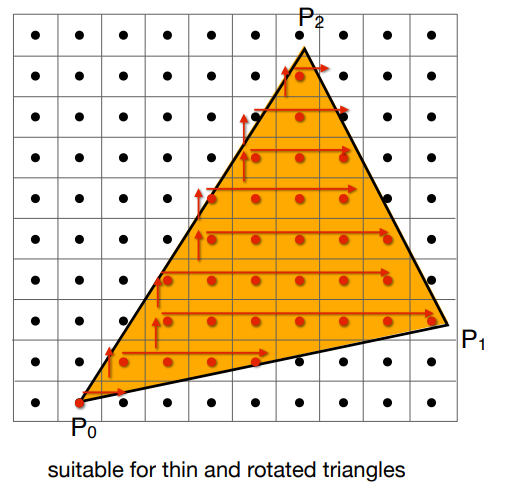 P₂
P₁
P₀
suitable for thin and rotated triangles